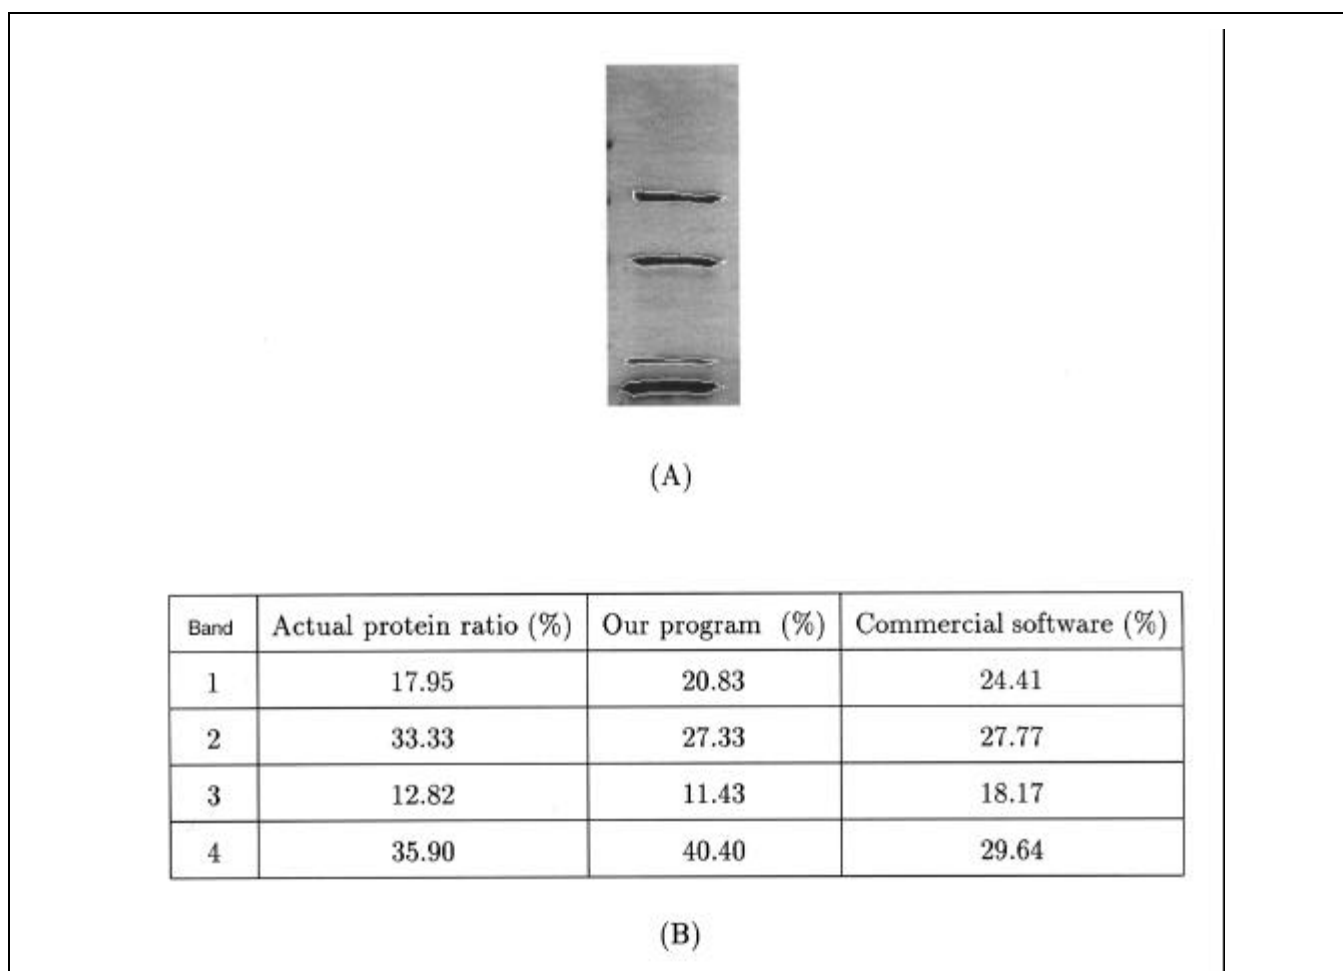 (A)
Band Actual protein ratio (%) Our program (%) Commercial software (%)
1 17.95 20.83 24.41
2 33.33 27.33 27.77
3 12.82 11.43 18.17
4 35.90 40.40 29.64
(B)